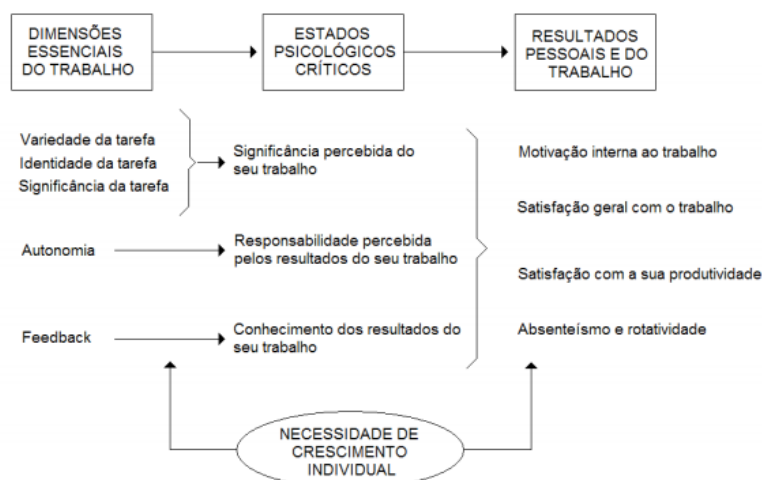 DIMENSÕES
ESSENCIAIS
DO TRABALHO
ESTADOS
PSICOLÓGICOS
CRÍTICOS
RESULTADOS
PESSOAIS E DO
TRABALHO
Variedade da tarefa
Identidade da tarefa
Significância da tarefa
Significância percebida do
seu trabalho
Autonomia
Responsabilidade percebida
pelos resultados do seu trabalho
Feedback
Conhecimento dos resultados do
seu trabalho
Motivação interna ao trabalho
Satisfação geral com o trabalho
Satisfação com a sua produtividade
Absenteísmo e rotatividade
NECESSIDADE DE
CRESCIMENTO
INDIVIDUAL